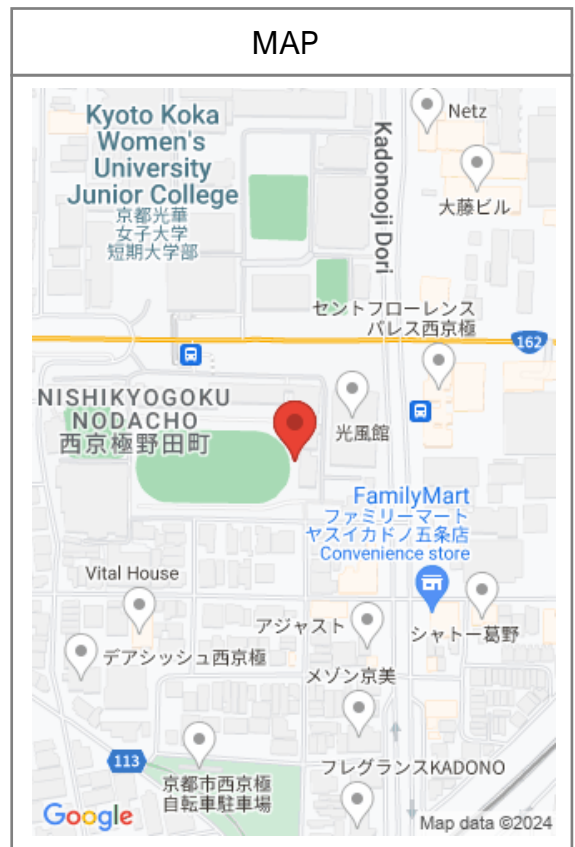 MAP
Kyoto Koka
Women's
University
Junior College
京都光華
女子大学
短期大学部
Kadonooji Dori
Netz
大藤ビル
セントフローレンス
パレス西京極
162
NISHIKYOGOKU
NODACHO
西京極野田町
光風館
FamilyMart
ファミリーマート
ヤスイカドノ五条店
Convenience store
Vital House
アジャスト
シャトー葛野
デアシッシュ西京極
メゾン京美
113
京都市西京極
自転車駐車場
フレグランスKADONO
Google
Map data ©2024